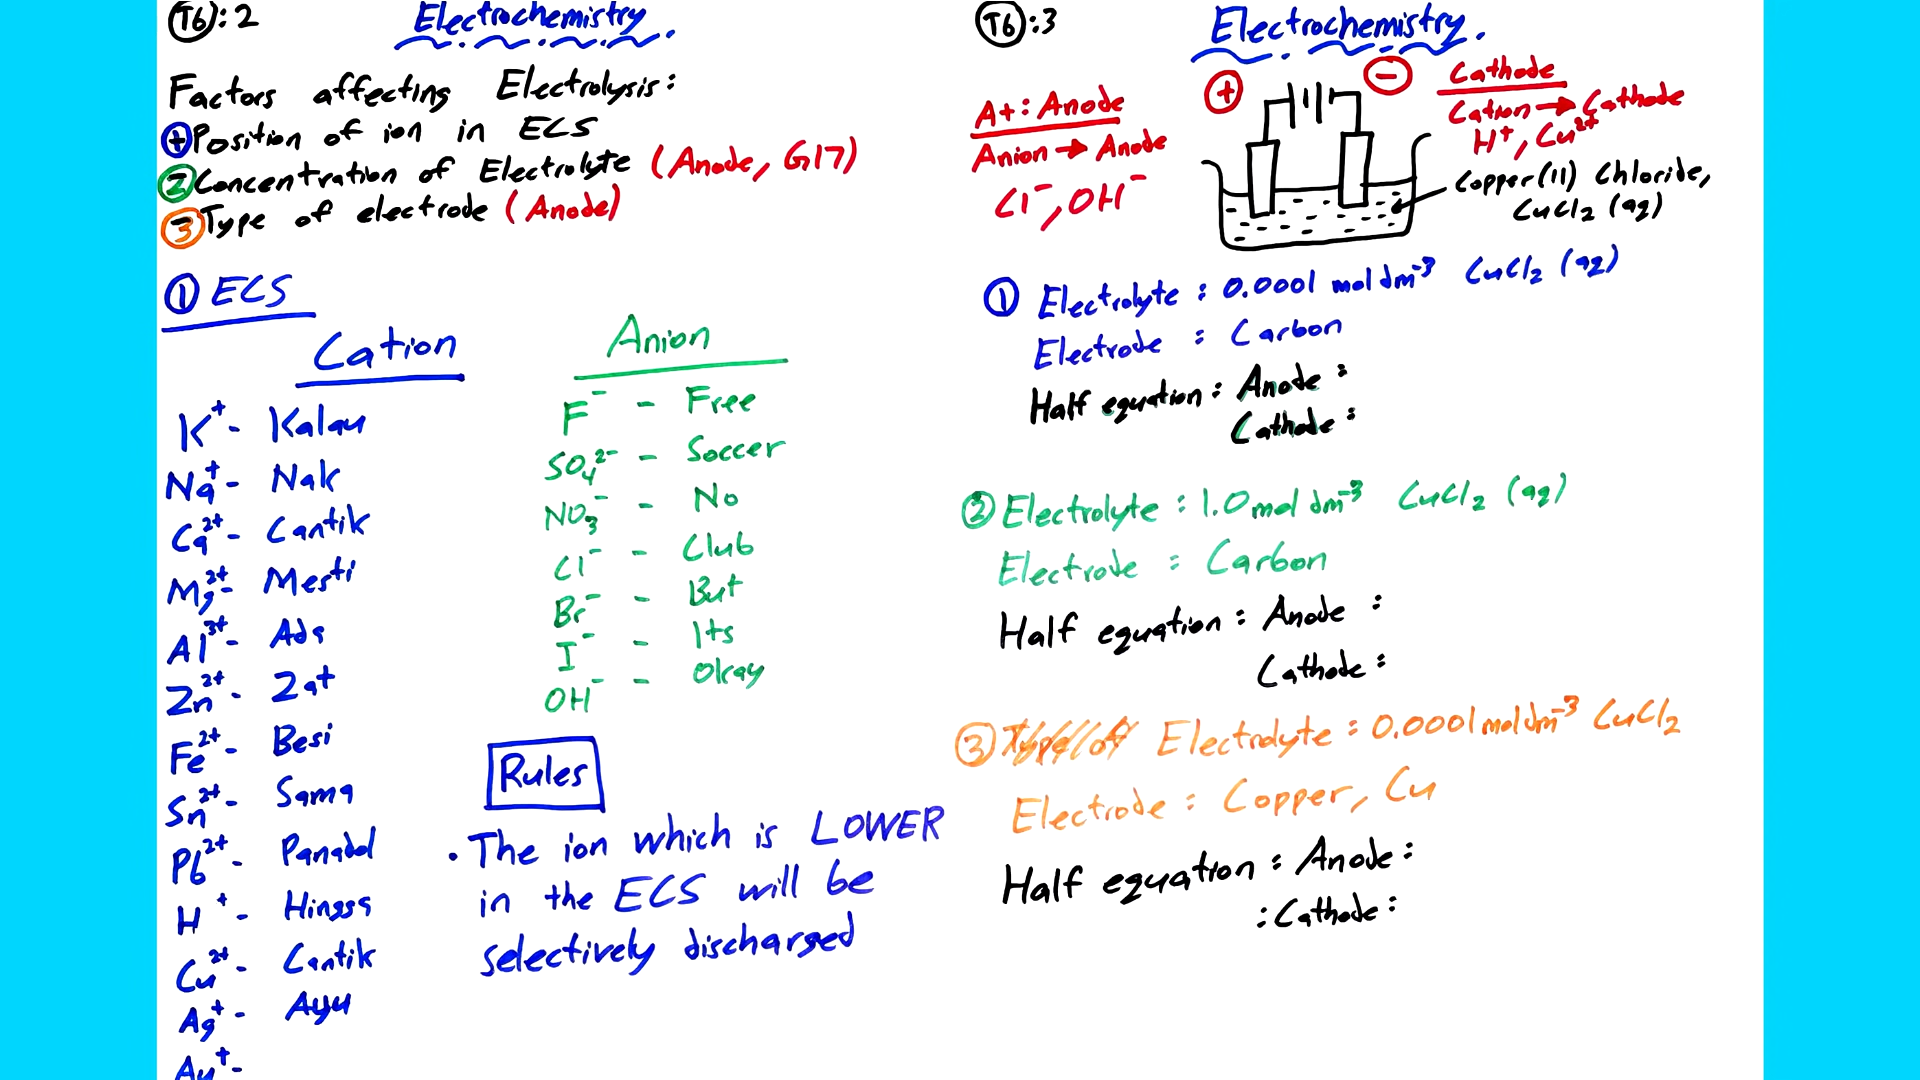 T6:2
Electrochemistry.
Factors affecting Electrolysis:
1 Position of ion in ECS
2 Concentration of Electrolyte (Anode, G17)
3 Type of electrode (Anode)
1 ECS
Cation
K⁺ - Kalau
Na⁺ - Nak
Ca²⁺ - Cantik
Mg²⁺ - Mesti
Al³⁺ - Ada
Zn²⁺ - Zat
Fe²⁺ - Besi
Sn²⁺ - Sama
Pb²⁺ - Panadol
H⁺ - Hingga
Cu²⁺ - Cantik
Ag⁺ - Ayu
Au⁺ -
Anion
F⁻ - Free
SO₄²⁻ - Soccer
NO₃⁻ - No
Cl⁻ - Club
Br⁻ - But
I⁻ - Its
OH⁻ - Okay
Rules
• The ion which is LOWER
in the ECS will be
selectively discharged
T6:3
Electrochemistry.
A+: Anode
Anion → Anode
Cl⁻, OH⁻
+
-
Cathode
Cation → Cathode
H⁺, Cu²⁺
Copper(II) Chloride,
CuCl₂ (aq)
1 Electrolyte : 0.0001 mol dm⁻³ CuCl₂ (aq)
Electrode : Carbon
Half equation : Anode :
Cathode :
2 Electrolyte : 1.0 mol dm⁻³ CuCl₂ (aq)
Electrode : Carbon
Half equation : Anode :
Cathode :
3 Type of Electrolyte : 0.0001 mol dm⁻³ CuCl₂
Electrode : Copper, Cu
Half equation : Anode :
: Cathode :